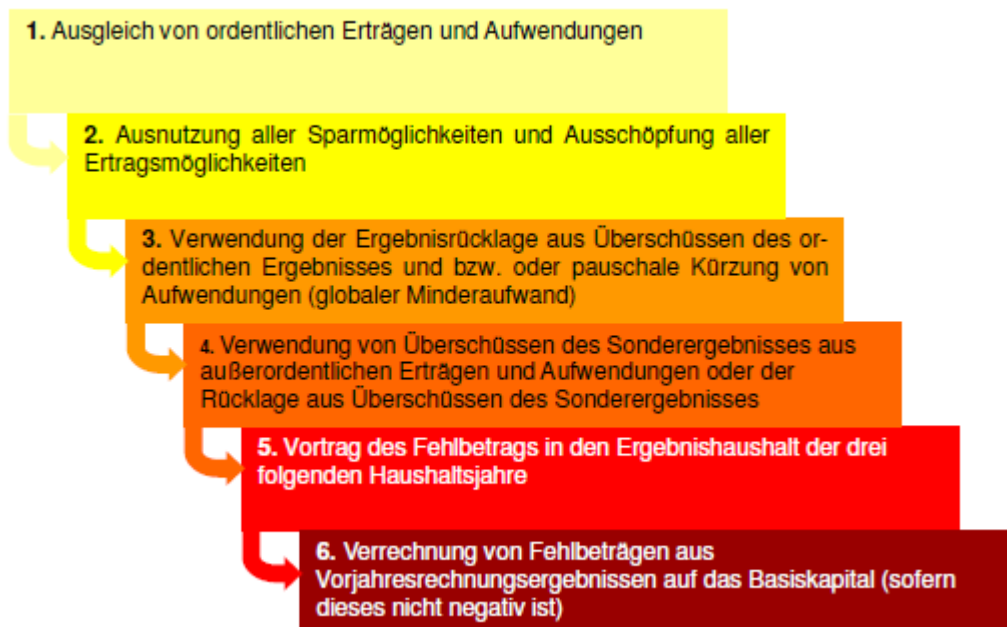 1. Ausgleich von ordentlichen Erträgen und Aufwendungen
2. Ausnutzung aller Sparmöglichkeiten und Ausschöpfung aller
Ertragsmöglichkeiten
3. Verwendung der Ergebnisrücklage aus Überschüssen des or-
dentlichen Ergebnisses und bzw. oder pauschale Kürzung von
Aufwendungen (globaler Minderaufwand)
4. Verwendung von Überschüssen des Sonderergebnisses aus
außerordentlichen Erträgen und Aufwendungen oder der
Rücklage aus Überschüssen des Sonderergebnisses
5. Vortrag des Fehlbetrags in den Ergebnishaushalt der drei
folgenden Haushaltsjahre
6. Verrechnung von Fehlbeträgen aus
Vorjahresrechnungsergebnissen auf das Basiskapital (sofern
dieses nicht negativ ist)